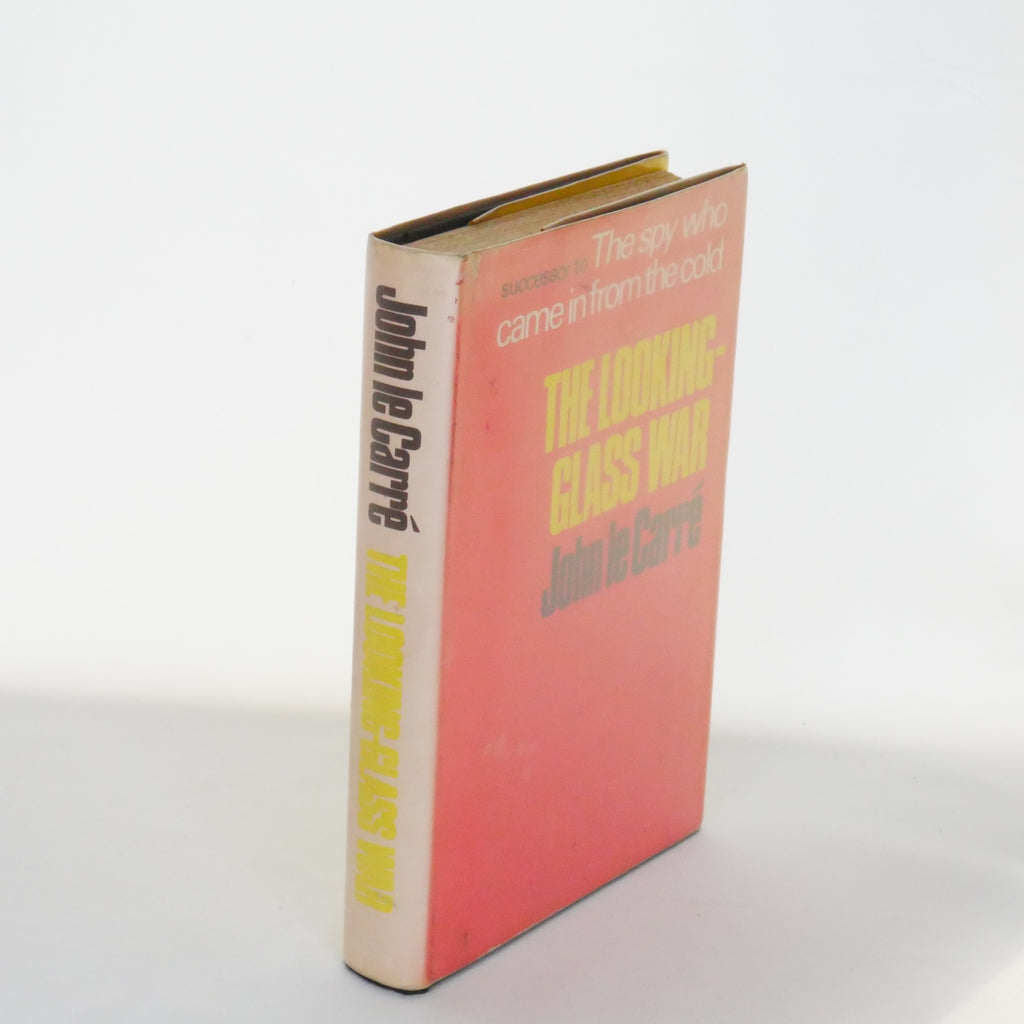 John le Carré THE LOOKING-GLASS WAR
successor to The spy who
came in from the cold
THE LOOKING-
GLASS WAR
John le Carré